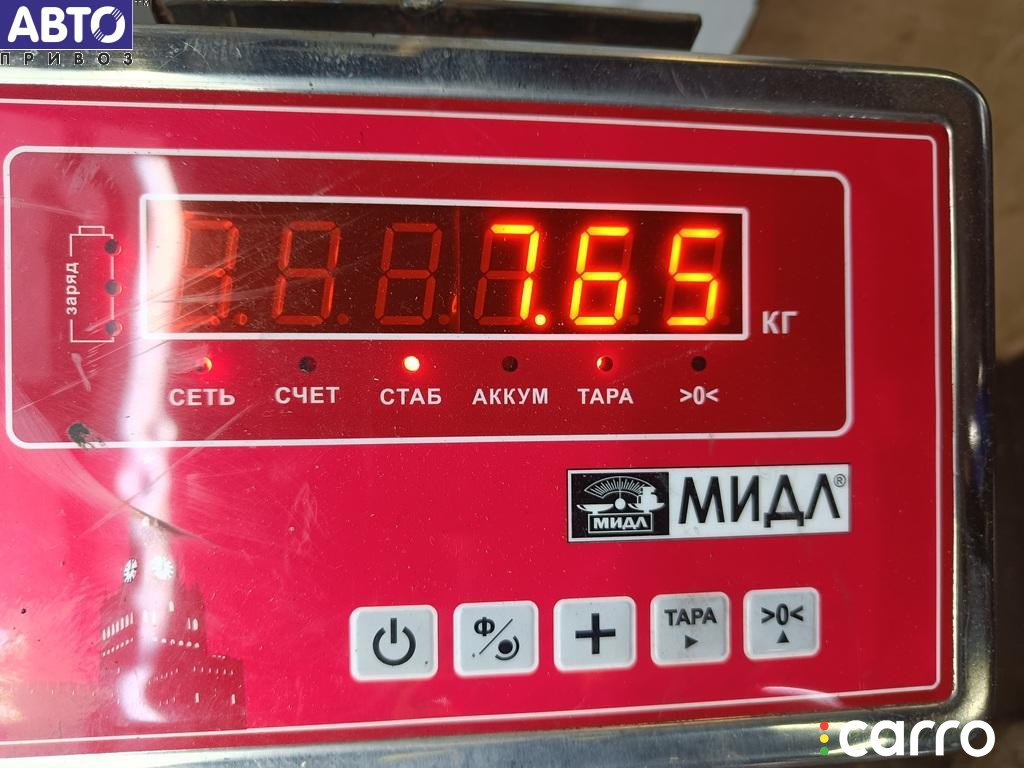 АВТО
ПРИВОЗ
заряд
7.65
КГ
СЕТЬ СЧЕТ СТАБ АККУМ ТАРА >0<
МИДЛ МИДЛ®
Ф
+ ТАРА >0<
carro